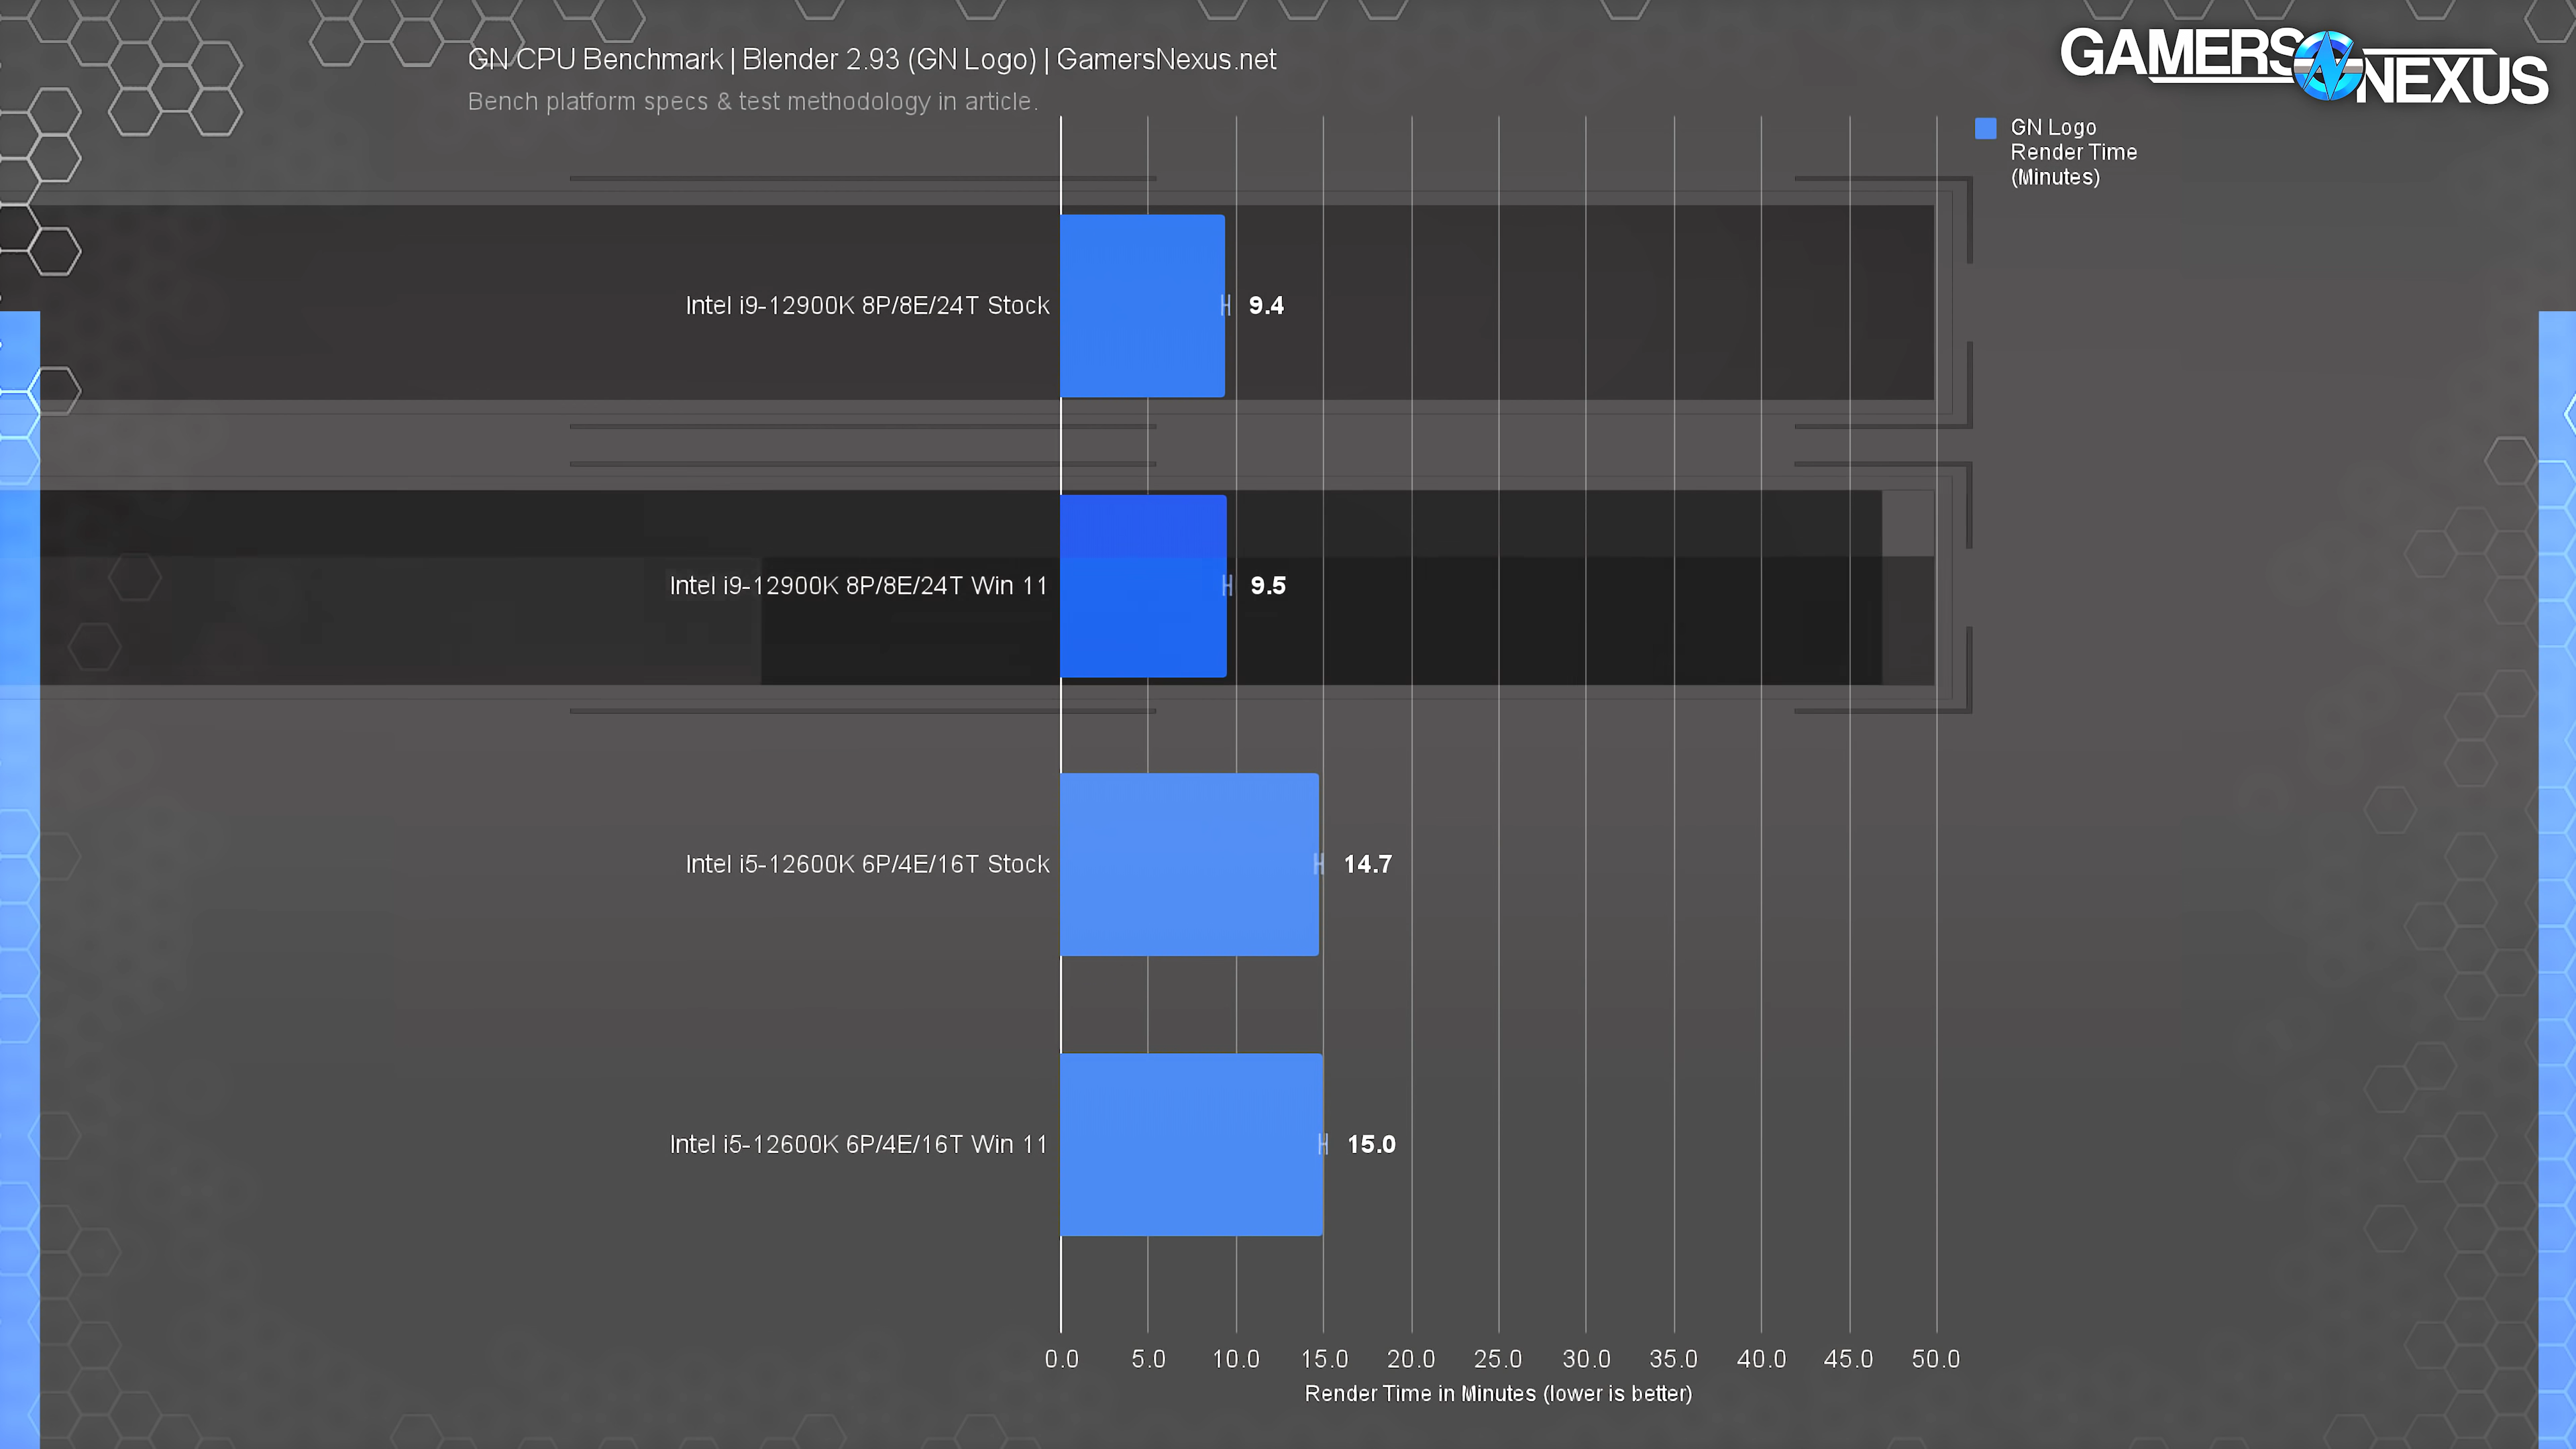 GN CPU Benchmark | Blender 2.93 (GN Logo) | GamersNexus.net
Bench platform specs & test methodology in article.
GAMERS NEXUS
GN Logo
Render Time
(Minutes)
Intel i9-12900K 8P/8E/24T Stock 9.4
Intel i9-12900K 8P/8E/24T Win 11 9.5
Intel i5-12600K 6P/4E/16T Stock 14.7
Intel i5-12600K 6P/4E/16T Win 11 15.0
0.0 5.0 10.0 15.0 20.0 25.0 30.0 35.0 40.0 45.0 50.0
Render Time in Minutes (lower is better)